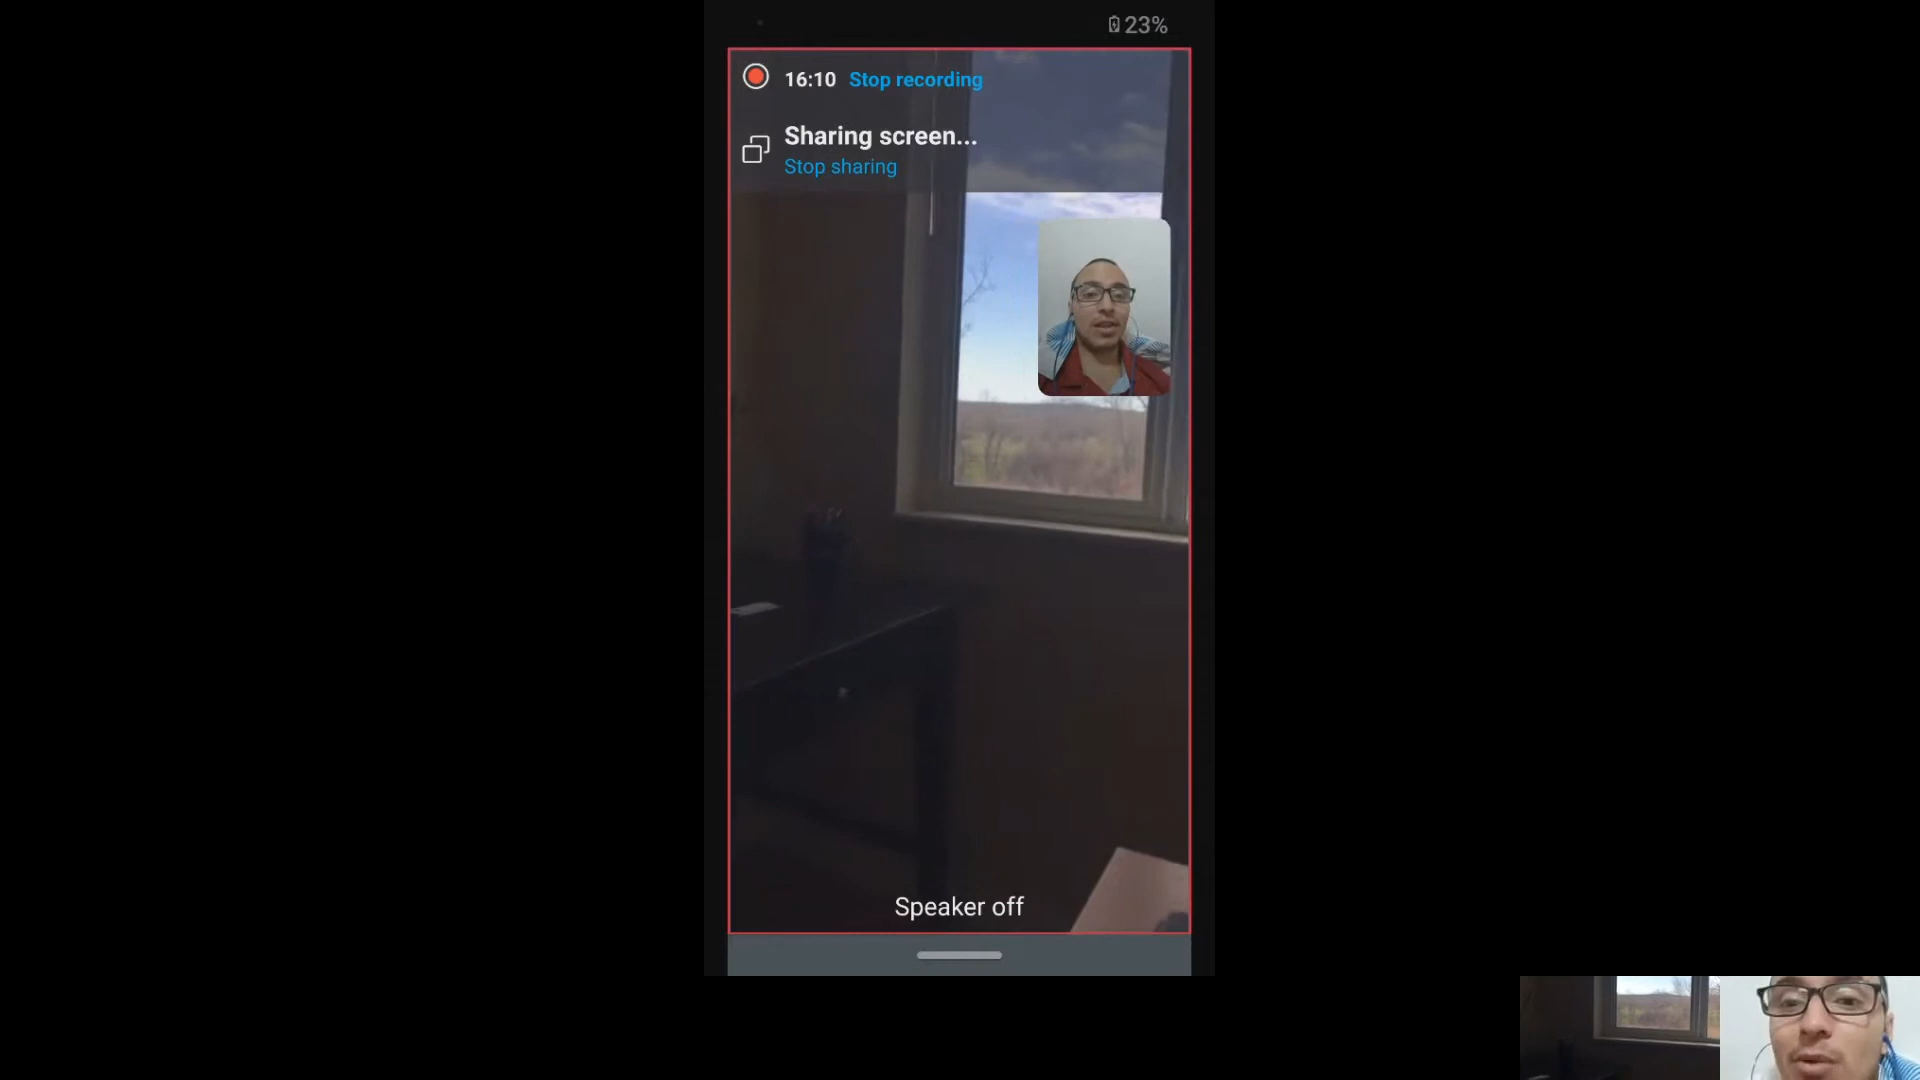 23%
16:10 Stop recording
Sharing screen...
Stop sharing
Speaker off